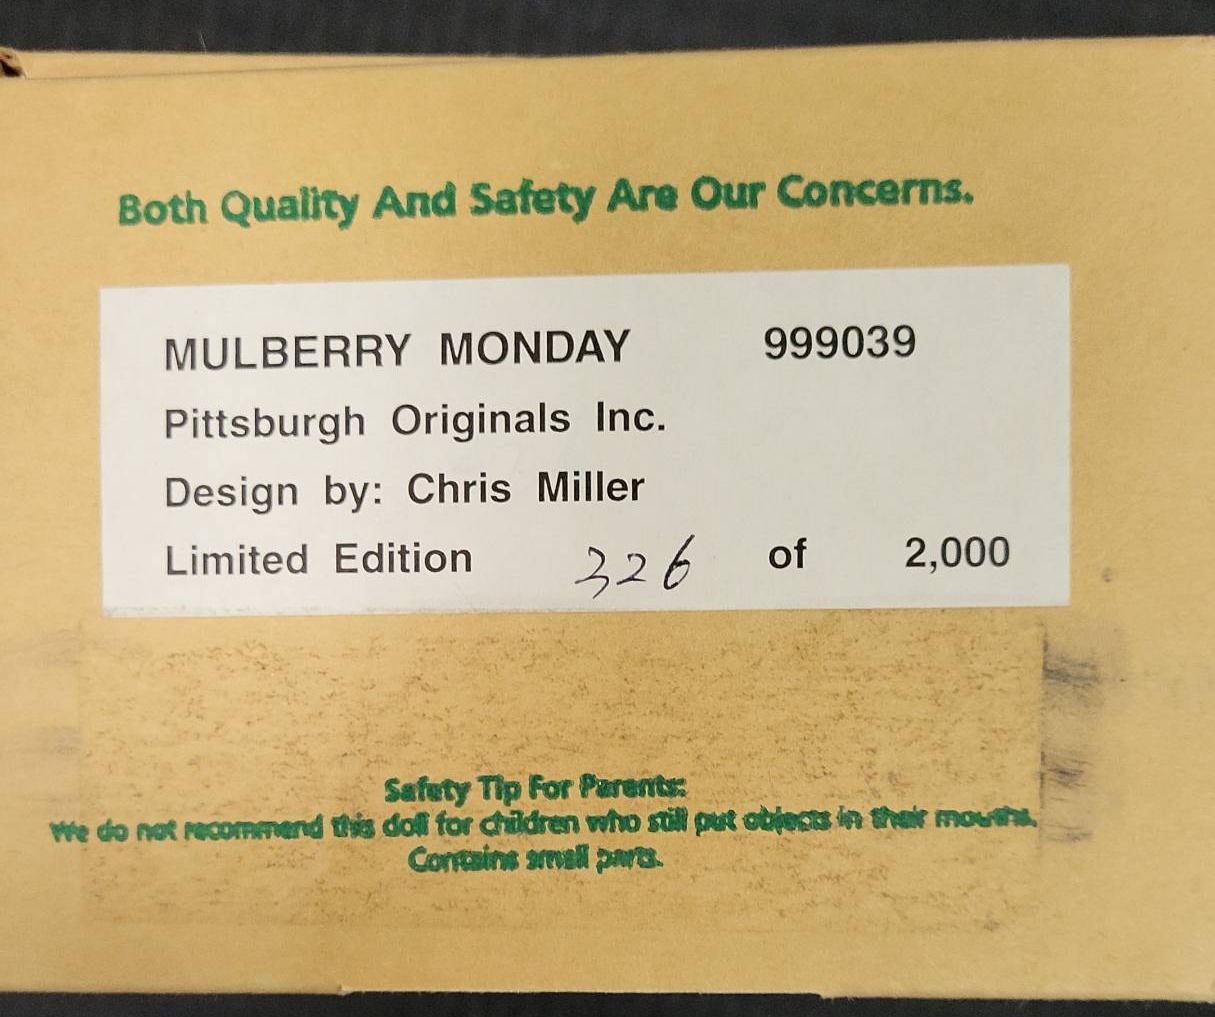 Both Quality And Safety Are Our Concerns.
MULBERRY MONDAY 999039
Pittsburgh Originals Inc.
Design by: Chris Miller
Limited Edition 326 of 2,000
Safety Tip For Parents:
We do not recommend this doll for children who still put objects in their mouths.
Contains small parts.